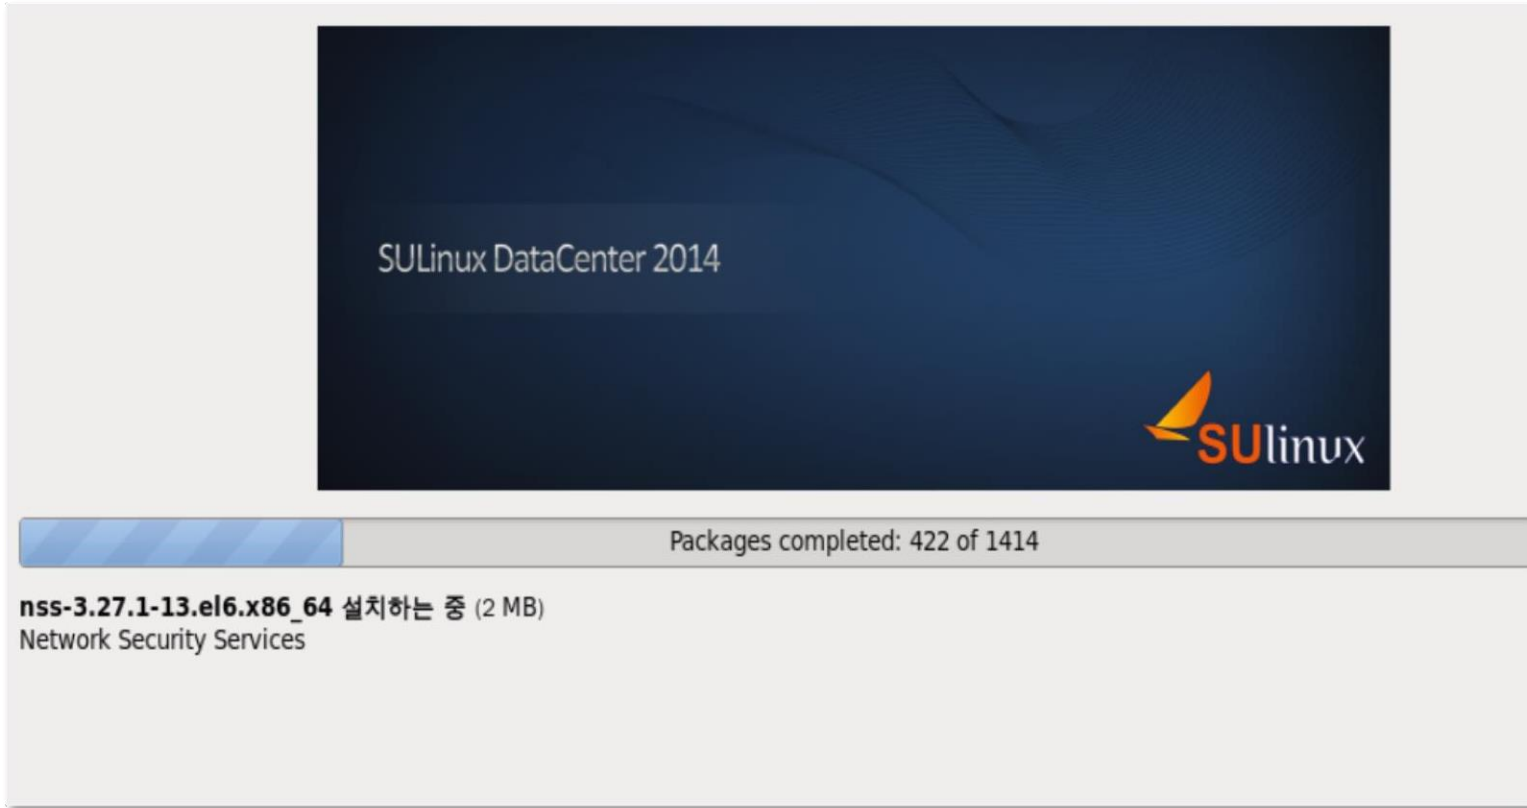 SULinux DataCenter 2014
SUlinux
Packages completed: 422 of 1414
nss-3.27.1-13.el6.x86_64 설치하는 중 (2 MB)
Network Security Services